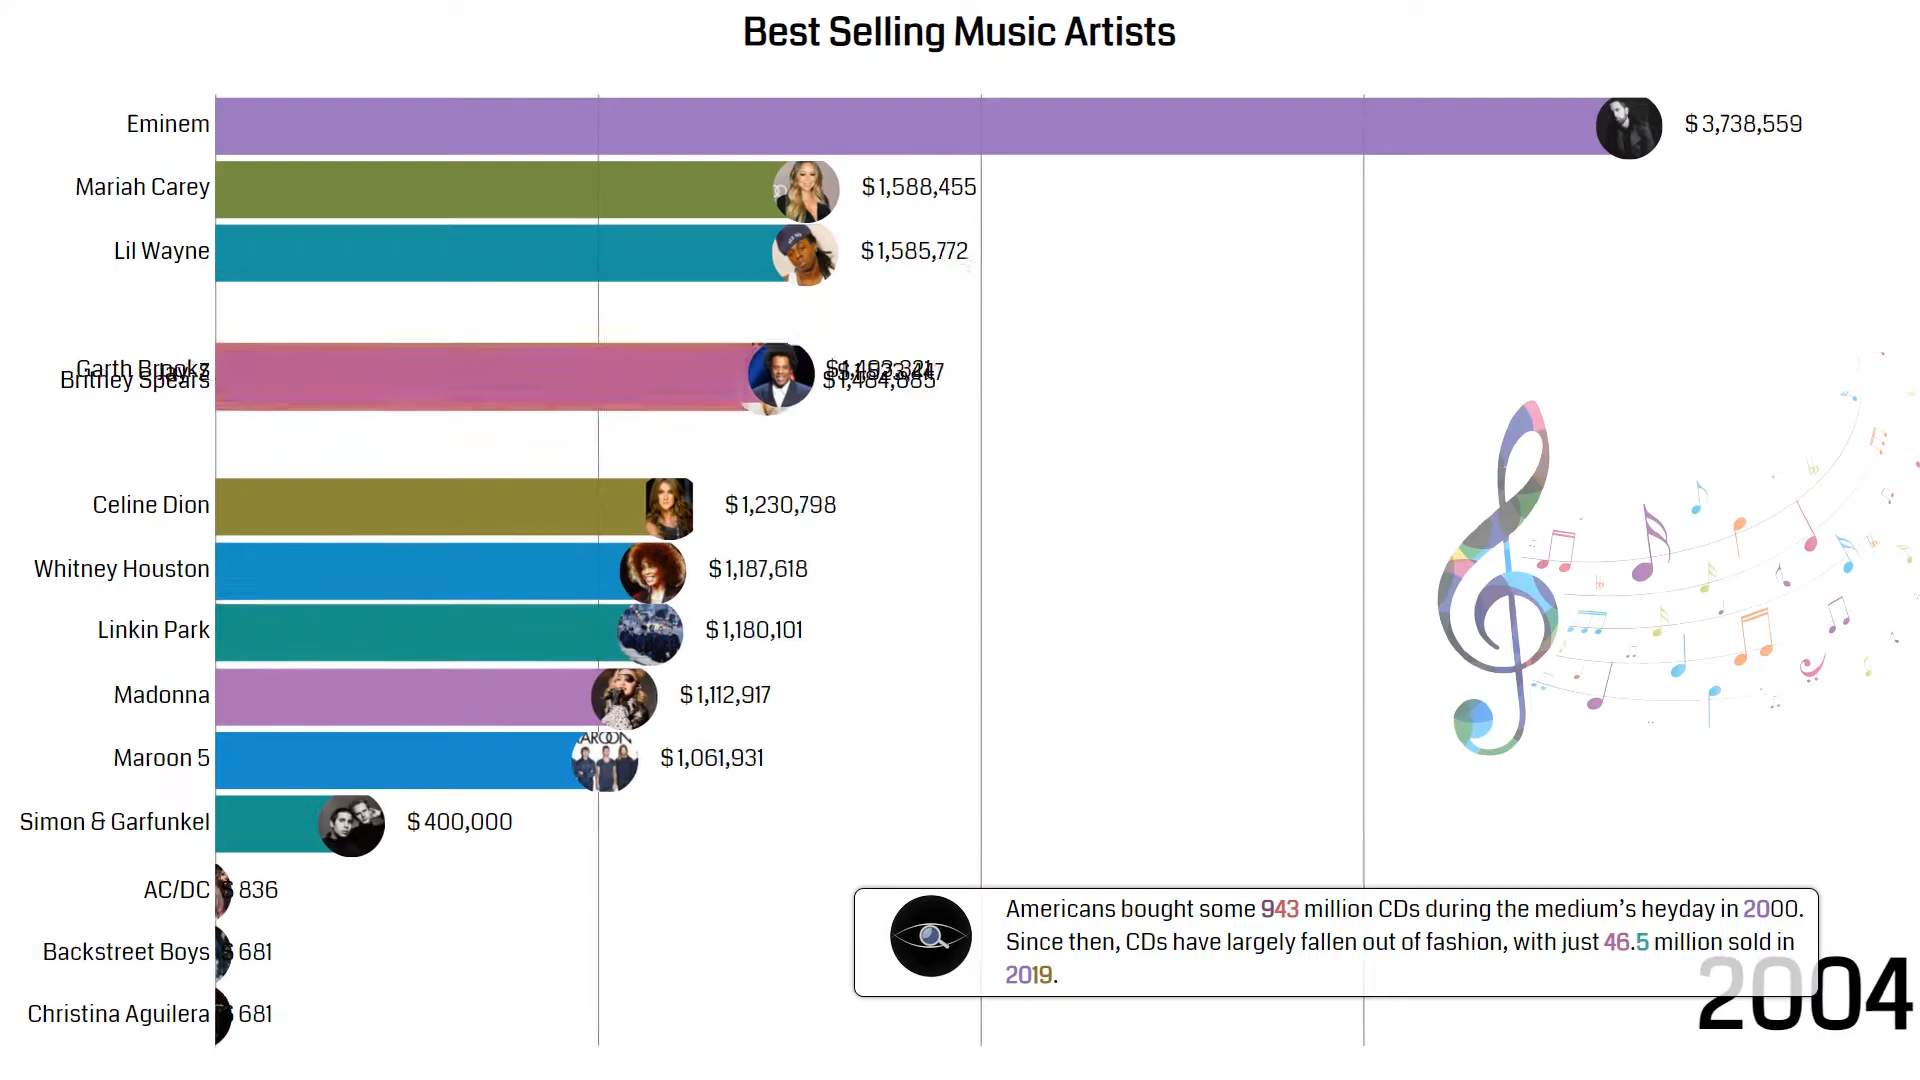 Best Selling Music Artists
Eminem $ 3,738,559
Mariah Carey $ 1,588,455
Lil Wayne $ 1,585,772
Garth Brooks
Britney Spears
Celine Dion $ 1,230,798
Whitney Houston $ 1,187,618
Linkin Park $ 1,180,101
Madonna $ 1,112,917
Maroon 5 $ 1,061,931
Simon & Garfunkel $ 400,000
AC/DC $ 836
Backstreet Boys $ 681
Christina Aguilera $ 681
Americans bought some 943 million CDs during the medium's heyday in 2000.
Since then, CDs have largely fallen out of fashion, with just 46.5 million sold in
2019.
2004